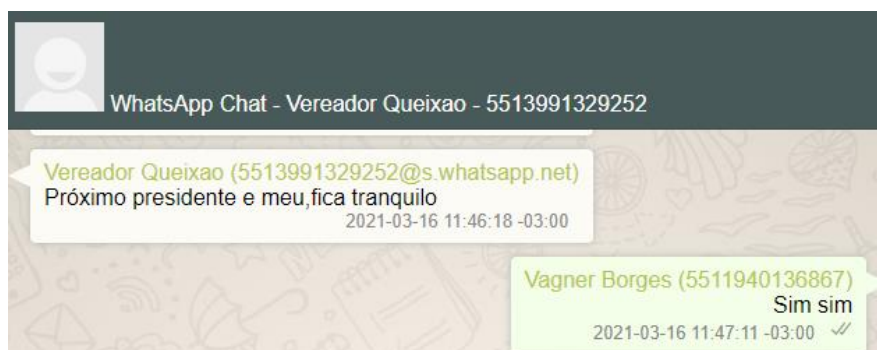 WhatsApp Chat - Vereador Queixao - 5513991329252
Vereador Queixao (5513991329252@s.whatsapp.net)
Próximo presidente e meu,fica tranquilo
2021-03-16 11:46:18 -03:00
Vagner Borges (5511940136867)
Sim sim
2021-03-16 11:47:11 -03:00